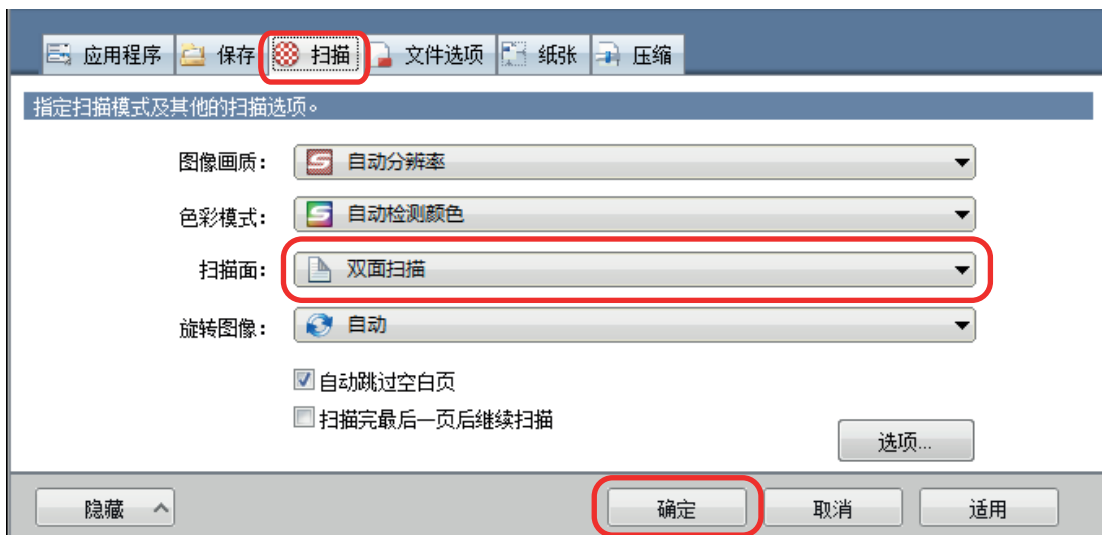 应用程序 保存 扫描 文件选项 纸张 压缩
指定扫描模式及其他的扫描选项。
图像画质： 自动分辨率
色彩模式： 自动检测颜色
扫描面： 双面扫描
旋转图像： 自动
自动跳过空白页
扫描完最后一页后继续扫描
选项...
隐藏 确定 取消 适用